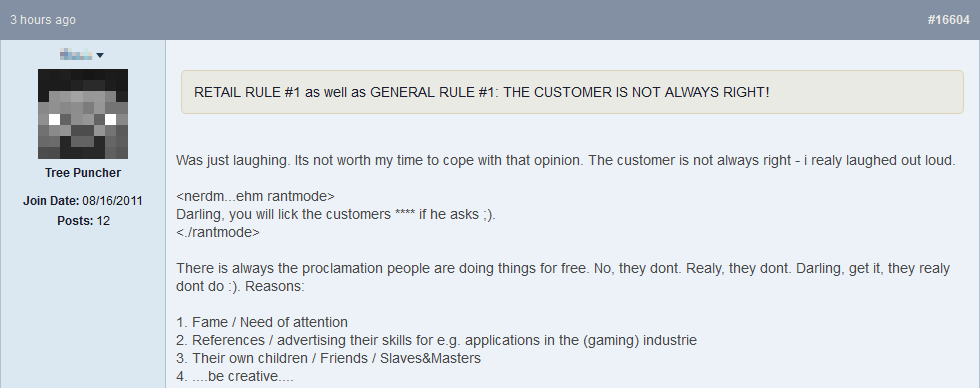 3 hours ago
#16604
Tree Puncher
Join Date: 08/16/2011
Posts: 12
RETAIL RULE #1 as well as GENERAL RULE #1: THE CUSTOMER IS NOT ALWAYS RIGHT!
Was just laughing. Its not worth my time to cope with that opinion. The customer is not always right - i realy laughed out loud.
<nerdm...ehm rantmode>
Darling, you will lick the customers **** if he asks ;).
<./rantmode>
There is always the proclamation people are doing things for free. No, they dont. Realy, they dont. Darling, get it, they realy
dont do :). Reasons:
1. Fame / Need of attention
2. References / advertising their skills for e.g. applications in the (gaming) industrie
3. Their own children / Friends / Slaves&Masters
4. ....be creative....